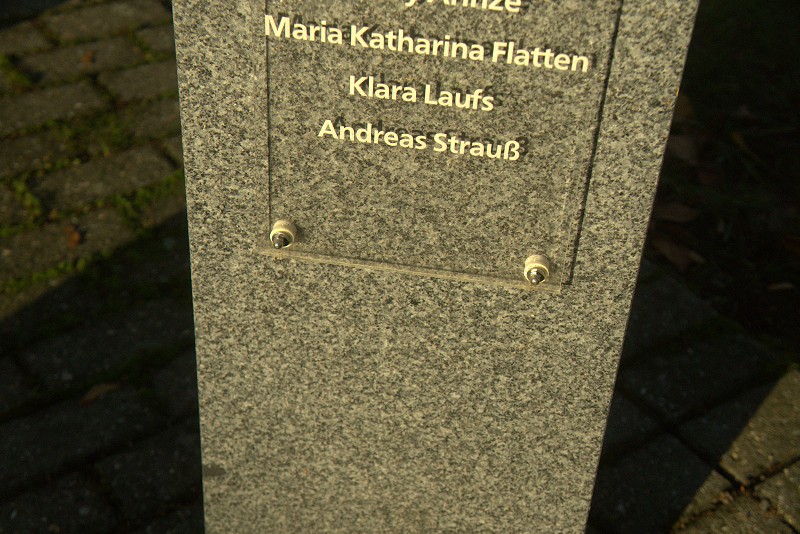 Maria Katharina Flatten
Klara Laufs
Andreas Strauß